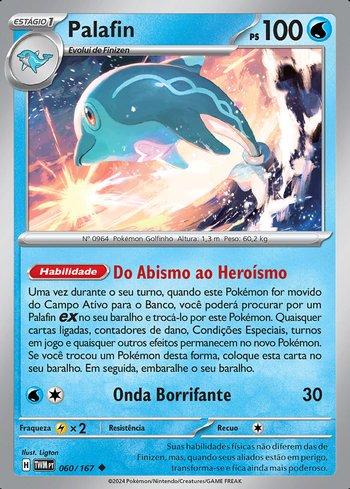 ESTÁGIO 1
Palafin
PS 100
Evolui de Finizen
Nº 0964 Pokémon Golfinho Altura: 1,3 m Peso: 60,2 kg
Habilidade Do Abismo ao Heroísmo
Uma vez durante o seu turno, quando este Pokémon for movido
do Campo Ativo para o Banco, você poderá procurar por um
Palafin ex no seu baralho e trocá-lo por este Pokémon. Quaisquer
cartas ligadas, contadores de dano, Condições Especiais, turnos
em jogo e quaisquer outros efeitos permanecem no novo Pokémon.
Se você trocou um Pokémon desta forma, coloque esta carta no
seu baralho. Em seguida, embaralhe o seu baralho.
Onda Borrifante 30
Fraqueza x2 Resistência Recuo
Ilust. Ligton
H TWM PT 060/167
Suas habilidades físicas não diferem das de
Finizen, mas, quando seus aliados estão em perigo,
transforma-se e fica ainda mais poderoso.
©2024 Pokémon/Nintendo/Creatures/GAME FREAK